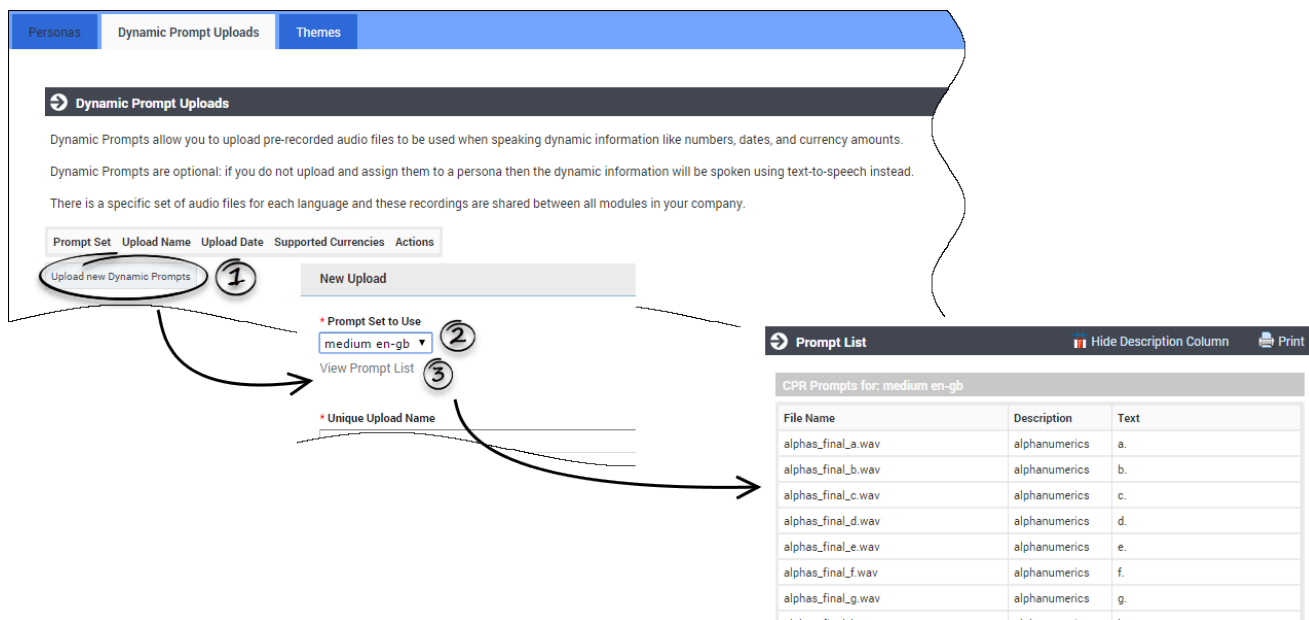 Personas Dynamic Prompt Uploads Themes
Dynamic Prompt Uploads
Dynamic Prompts allow you to upload pre-recorded audio files to be used when speaking dynamic information like numbers, dates, and currency amounts.
Dynamic Prompts are optional: if you do not upload and assign them to a persona then the dynamic information will be spoken using text-to-speech instead.
There is a specific set of audio files for each language and these recordings are shared between all modules in your company.
Prompt Set Upload Name Upload Date Supported Currencies Actions
Upload new Dynamic Prompts 1
New Upload
* Prompt Set to Use
medium en-gb 2
View Prompt List 3
* Unique Upload Name
Prompt List Hide Description Column Print
CPR Prompts for: medium en-gb
File Name Description Text
alphas_final_a.wav alphanumerics a.
alphas_final_b.wav alphanumerics b.
alphas_final_c.wav alphanumerics c.
alphas_final_d.wav alphanumerics d.
alphas_final_e.wav alphanumerics e.
alphas_final_f.wav alphanumerics f.
alphas_final_g.wav alphanumerics g.